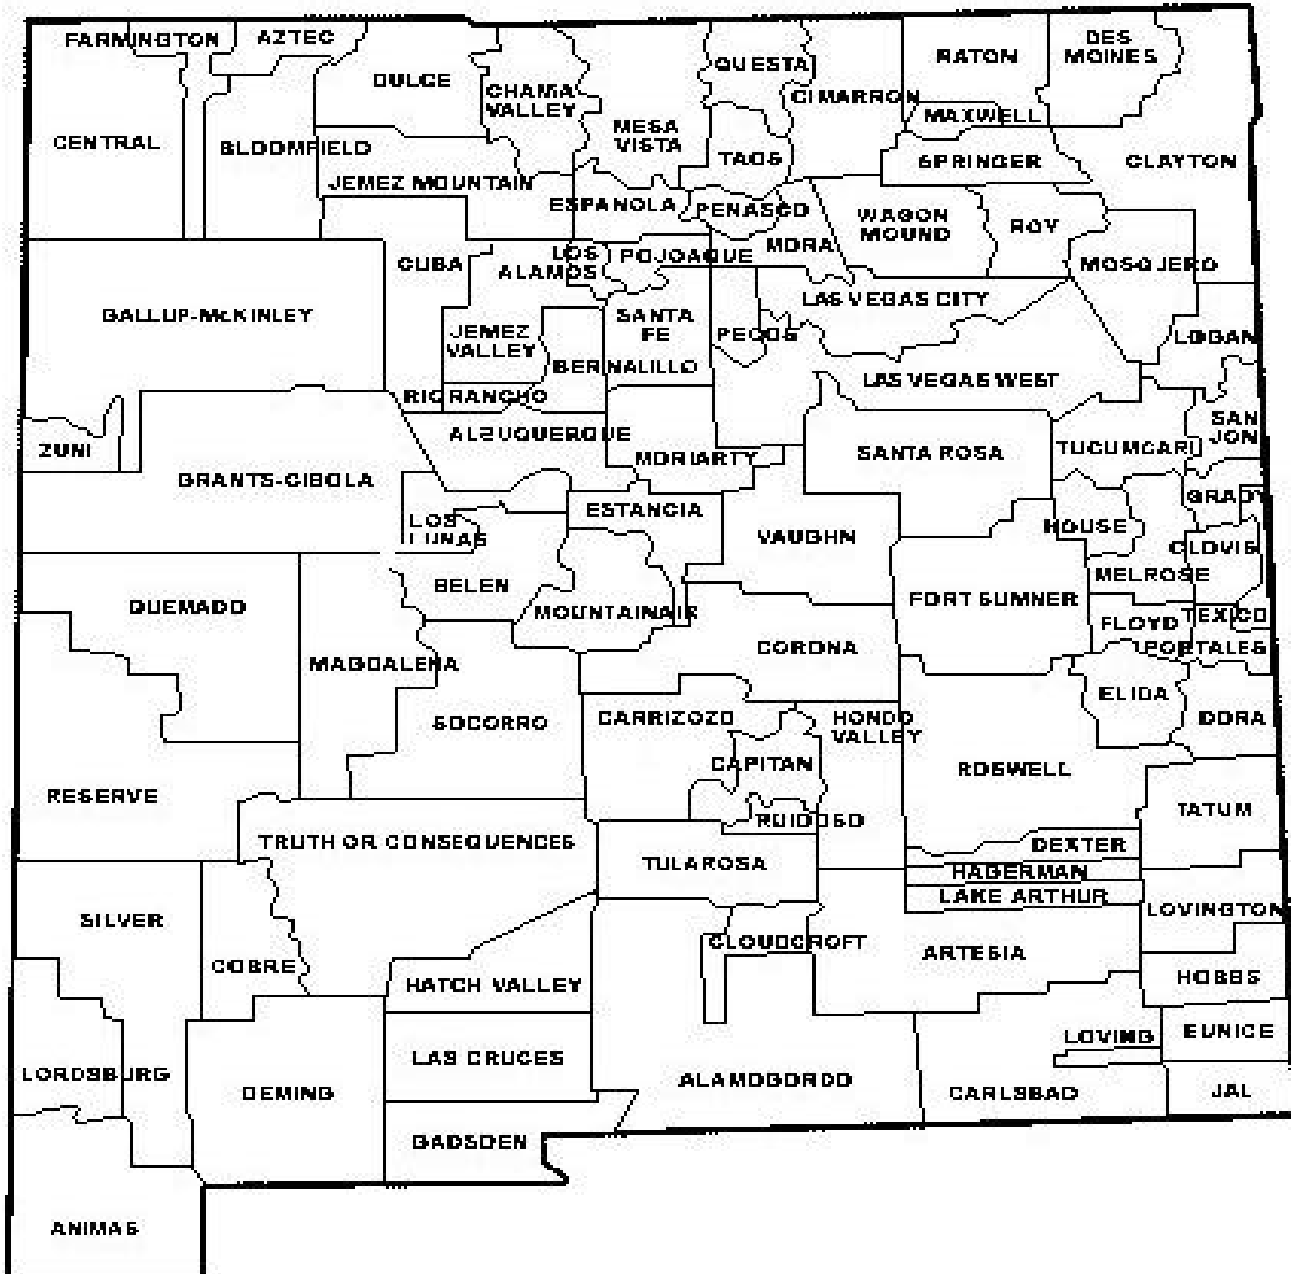 FARMINGTON
AZTEC
DULCE
CHAMA
VALLEY
QUESTA
CIMARRON
RATON
DES
MOINES
CENTRAL
BLOOMFIELD
JEMEZ MOUNTAIN
MESA
VISTA
TAOS
MAXWELL
SPRINGER
CLAYTON
ESPANOLA
PENASCO
MORA
WAGON
MOUND
ROY
MOSQUERO
CUBA
LOS
ALAMOS
POJOAQUE
LAS VEGAS CITY
GALLUP-McKINLEY
JEMEZ
VALLEY
SANTA
FE
PECOS
LOGAN
BERNALILLO
LAS VEGAS WEST
RIO RANCHO
ZUNI
ALBUQUERQUE
MORIARTY
SANTA ROSA
TUCUMCARI
SAN
JON
GRANTS-CIBOLA
LOS
LUNAS
ESTANCIA
VAUGHN
HOUSE
GRADY
CLOVIS
BELEN
MELROSE
QUEMADO
MOUNTAINAIR
FORT SUMNER
FLOYD
TEXICO
PORTALES
MAGDALENA
CORONA
ELIDA
DORA
SOCORRO
CARRIZOZO
HONDO
VALLEY
CAPITAN
ROSWELL
RESERVE
TATUM
TRUTH OR CONSEQUENCES
RUIDOSO
DEXTER
TULAROSA
HAGERMAN
LAKE ARTHUR
LOVINGTON
SILVER
COBRE
CLOUDCROFT
ARTESIA
HATCH VALLEY
HOBBS
LORDSBURG
LAS CRUCES
LOVING
EUNICE
DEMING
ALAMOGORDO
CARLSBAD
JAL
GADSDEN
ANIMAS